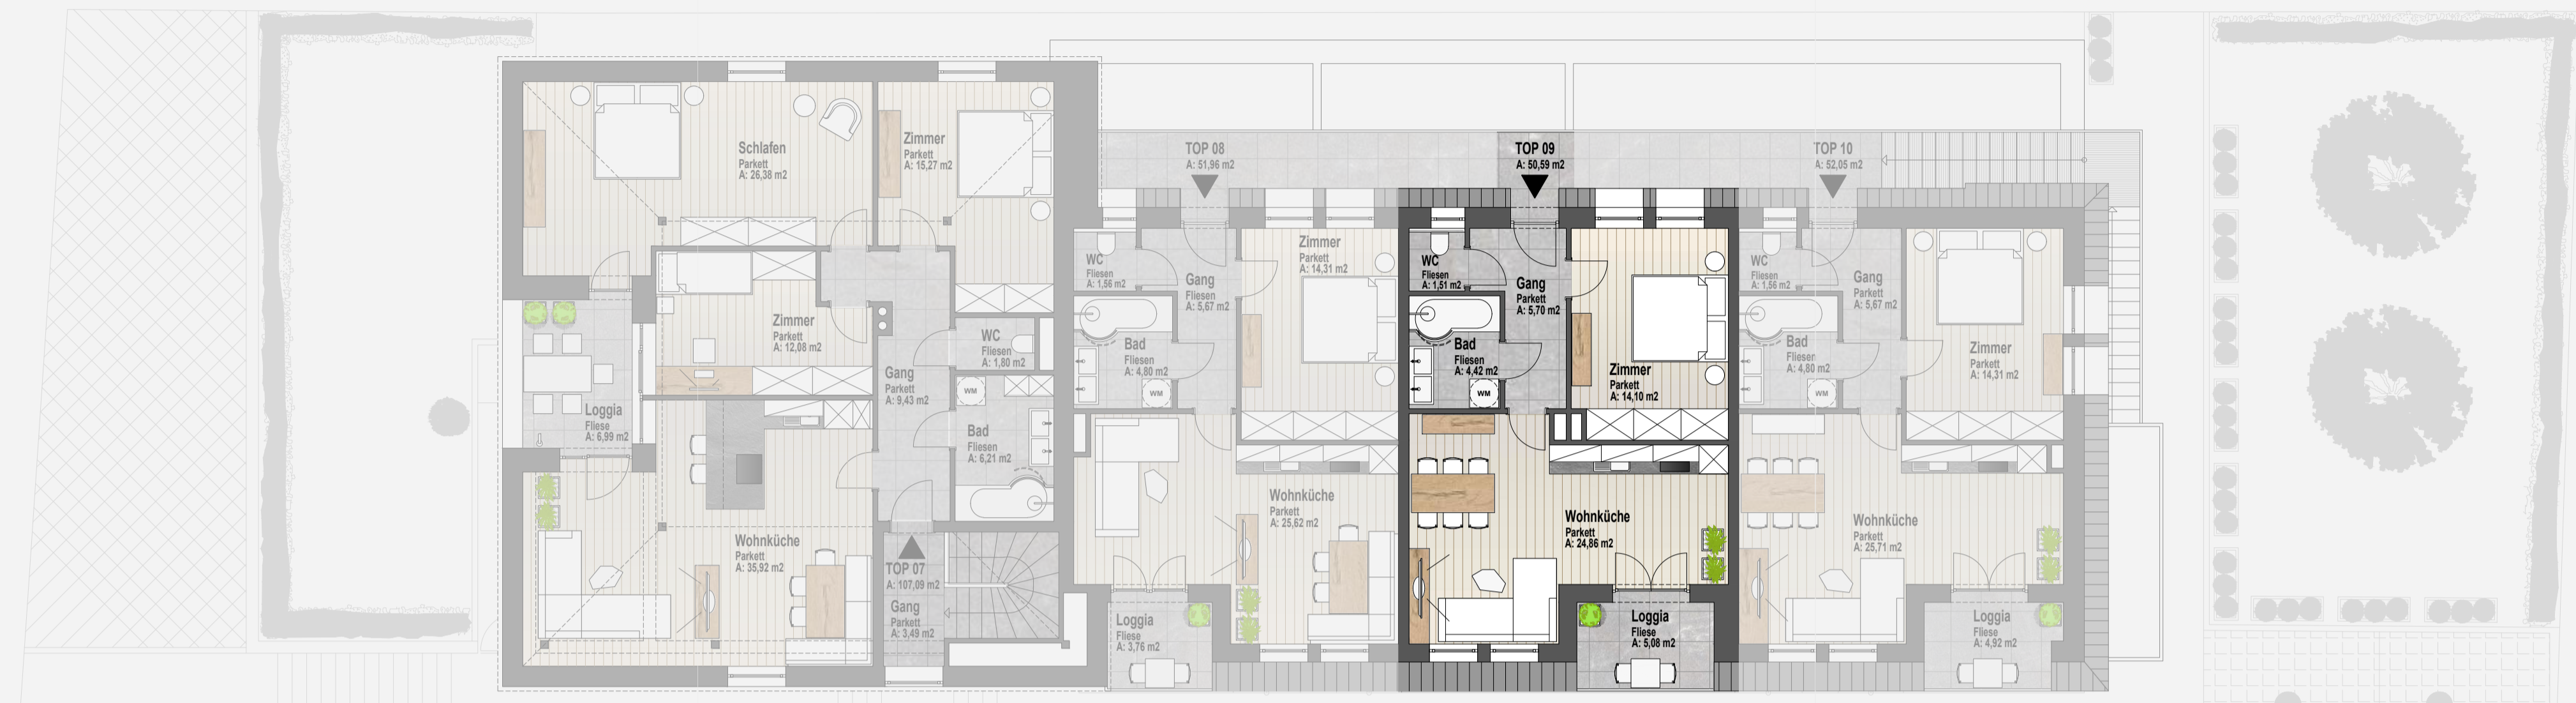 Schlafen
Parkett
A: 26,38 m2
Zimmer
Parkett
A: 15,27 m2
Zimmer
Parkett
A: 12,08 m2
Loggia
Fliese
A: 6,99 m2
Gang
Parkett
A: 9,43 m2
WC
Fliesen
A: 1,80 m2
WM
Bad
Fliesen
A: 6,21 m2
Wohnküche
Parkett
A: 35,92 m2
TOP 07
A: 107,09 m2
Gang
Parkett
A: 3,49 m2
TOP 08
A: 51,96 m2
WC
Fliesen
A: 1,56 m2
Gang
Fliesen
A: 5,67 m2
Zimmer
Parkett
A: 14,31 m2
Bad
Fliesen
A: 4,80 m2
WM
Wohnküche
Parkett
A: 25,62 m2
Loggia
Fliese
A: 3,76 m2
TOP 09
A: 50,59 m2
WC
Fliesen
A: 1,51 m2
Gang
Parkett
A: 5,70 m2
Bad
Fliesen
A: 4,42 m2
WM
Zimmer
Parkett
A: 14,10 m2
Wohnküche
Parkett
A: 24,86 m2
Loggia
Fliese
A: 5,08 m2
TOP 10
A: 52,05 m2
WC
Fliesen
A: 1,56 m2
Gang
Parkett
A: 5,67 m2
Bad
Fliesen
A: 4,80 m2
WM
Zimmer
Parkett
A: 14,31 m2
Wohnküche
Parkett
A: 25,71 m2
Loggia
Fliese
A: 4,92 m2